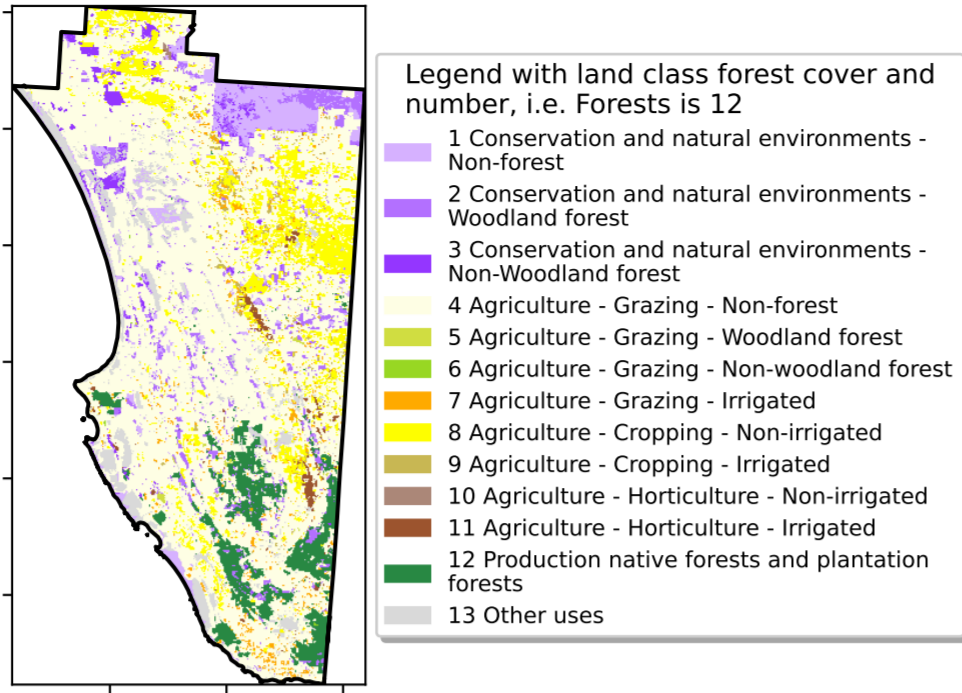 Legend with land class forest cover and
number, i.e. Forests is 12
1 Conservation and natural environments -
Non-forest
2 Conservation and natural environments -
Woodland forest
3 Conservation and natural environments -
Non-Woodland forest
4 Agriculture - Grazing - Non-forest
5 Agriculture - Grazing - Woodland forest
6 Agriculture - Grazing - Non-woodland forest
7 Agriculture - Grazing - Irrigated
8 Agriculture - Cropping - Non-irrigated
9 Agriculture - Cropping - Irrigated
10 Agriculture - Horticulture - Non-irrigated
11 Agriculture - Horticulture - Irrigated
12 Production native forests and plantation
forests
13 Other uses